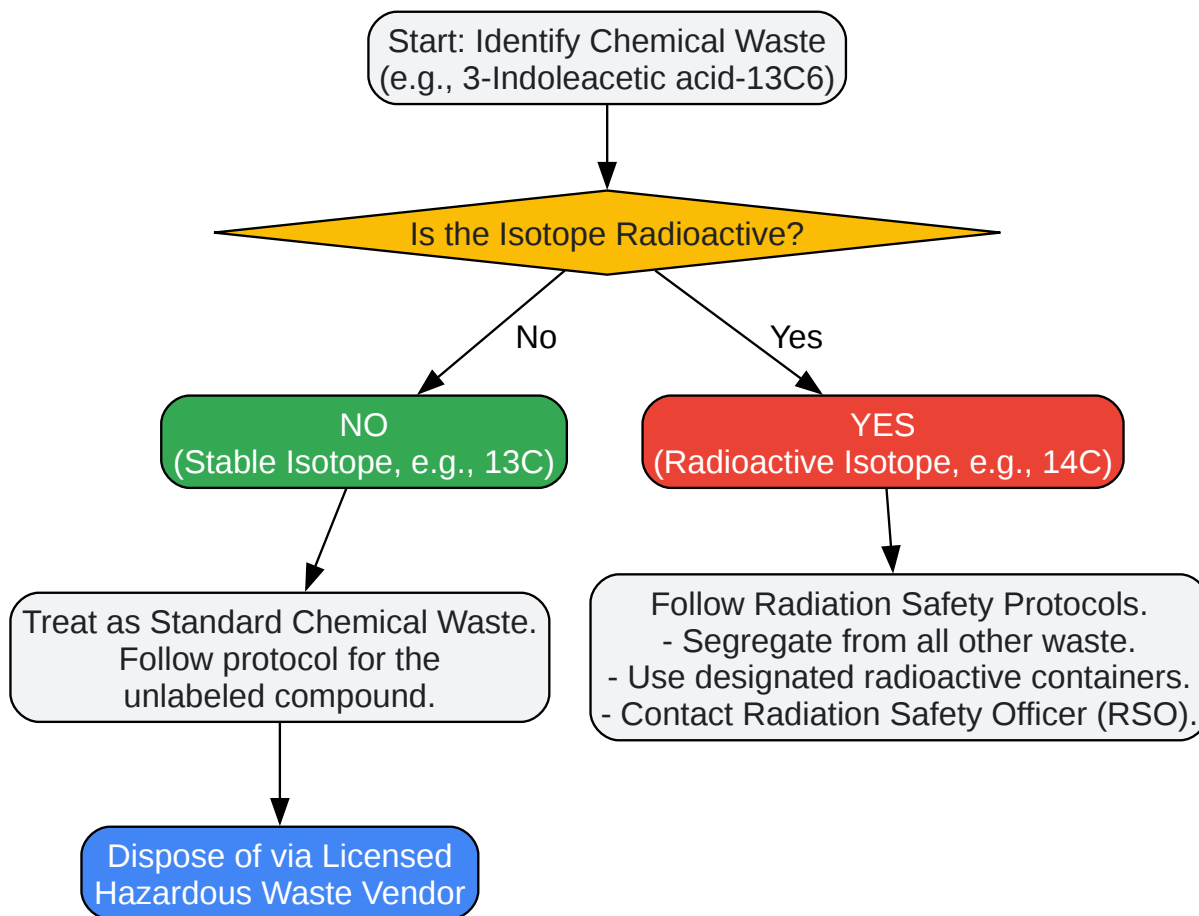 Start: Identify Chemical Waste
(e.g., 3-Indoleacetic acid-13C6)
Is the Isotope Radioactive?
No
Yes
NO
(Stable Isotope, e.g., 13C)
YES
(Radioactive Isotope, e.g., 14C)
Treat as Standard Chemical Waste.
Follow protocol for the
unlabeled compound.
Follow Radiation Safety Protocols.
- Segregate from all other waste.
- Use designated radioactive containers.
- Contact Radiation Safety Officer (RSO).
Dispose of via Licensed
Hazardous Waste Vendor